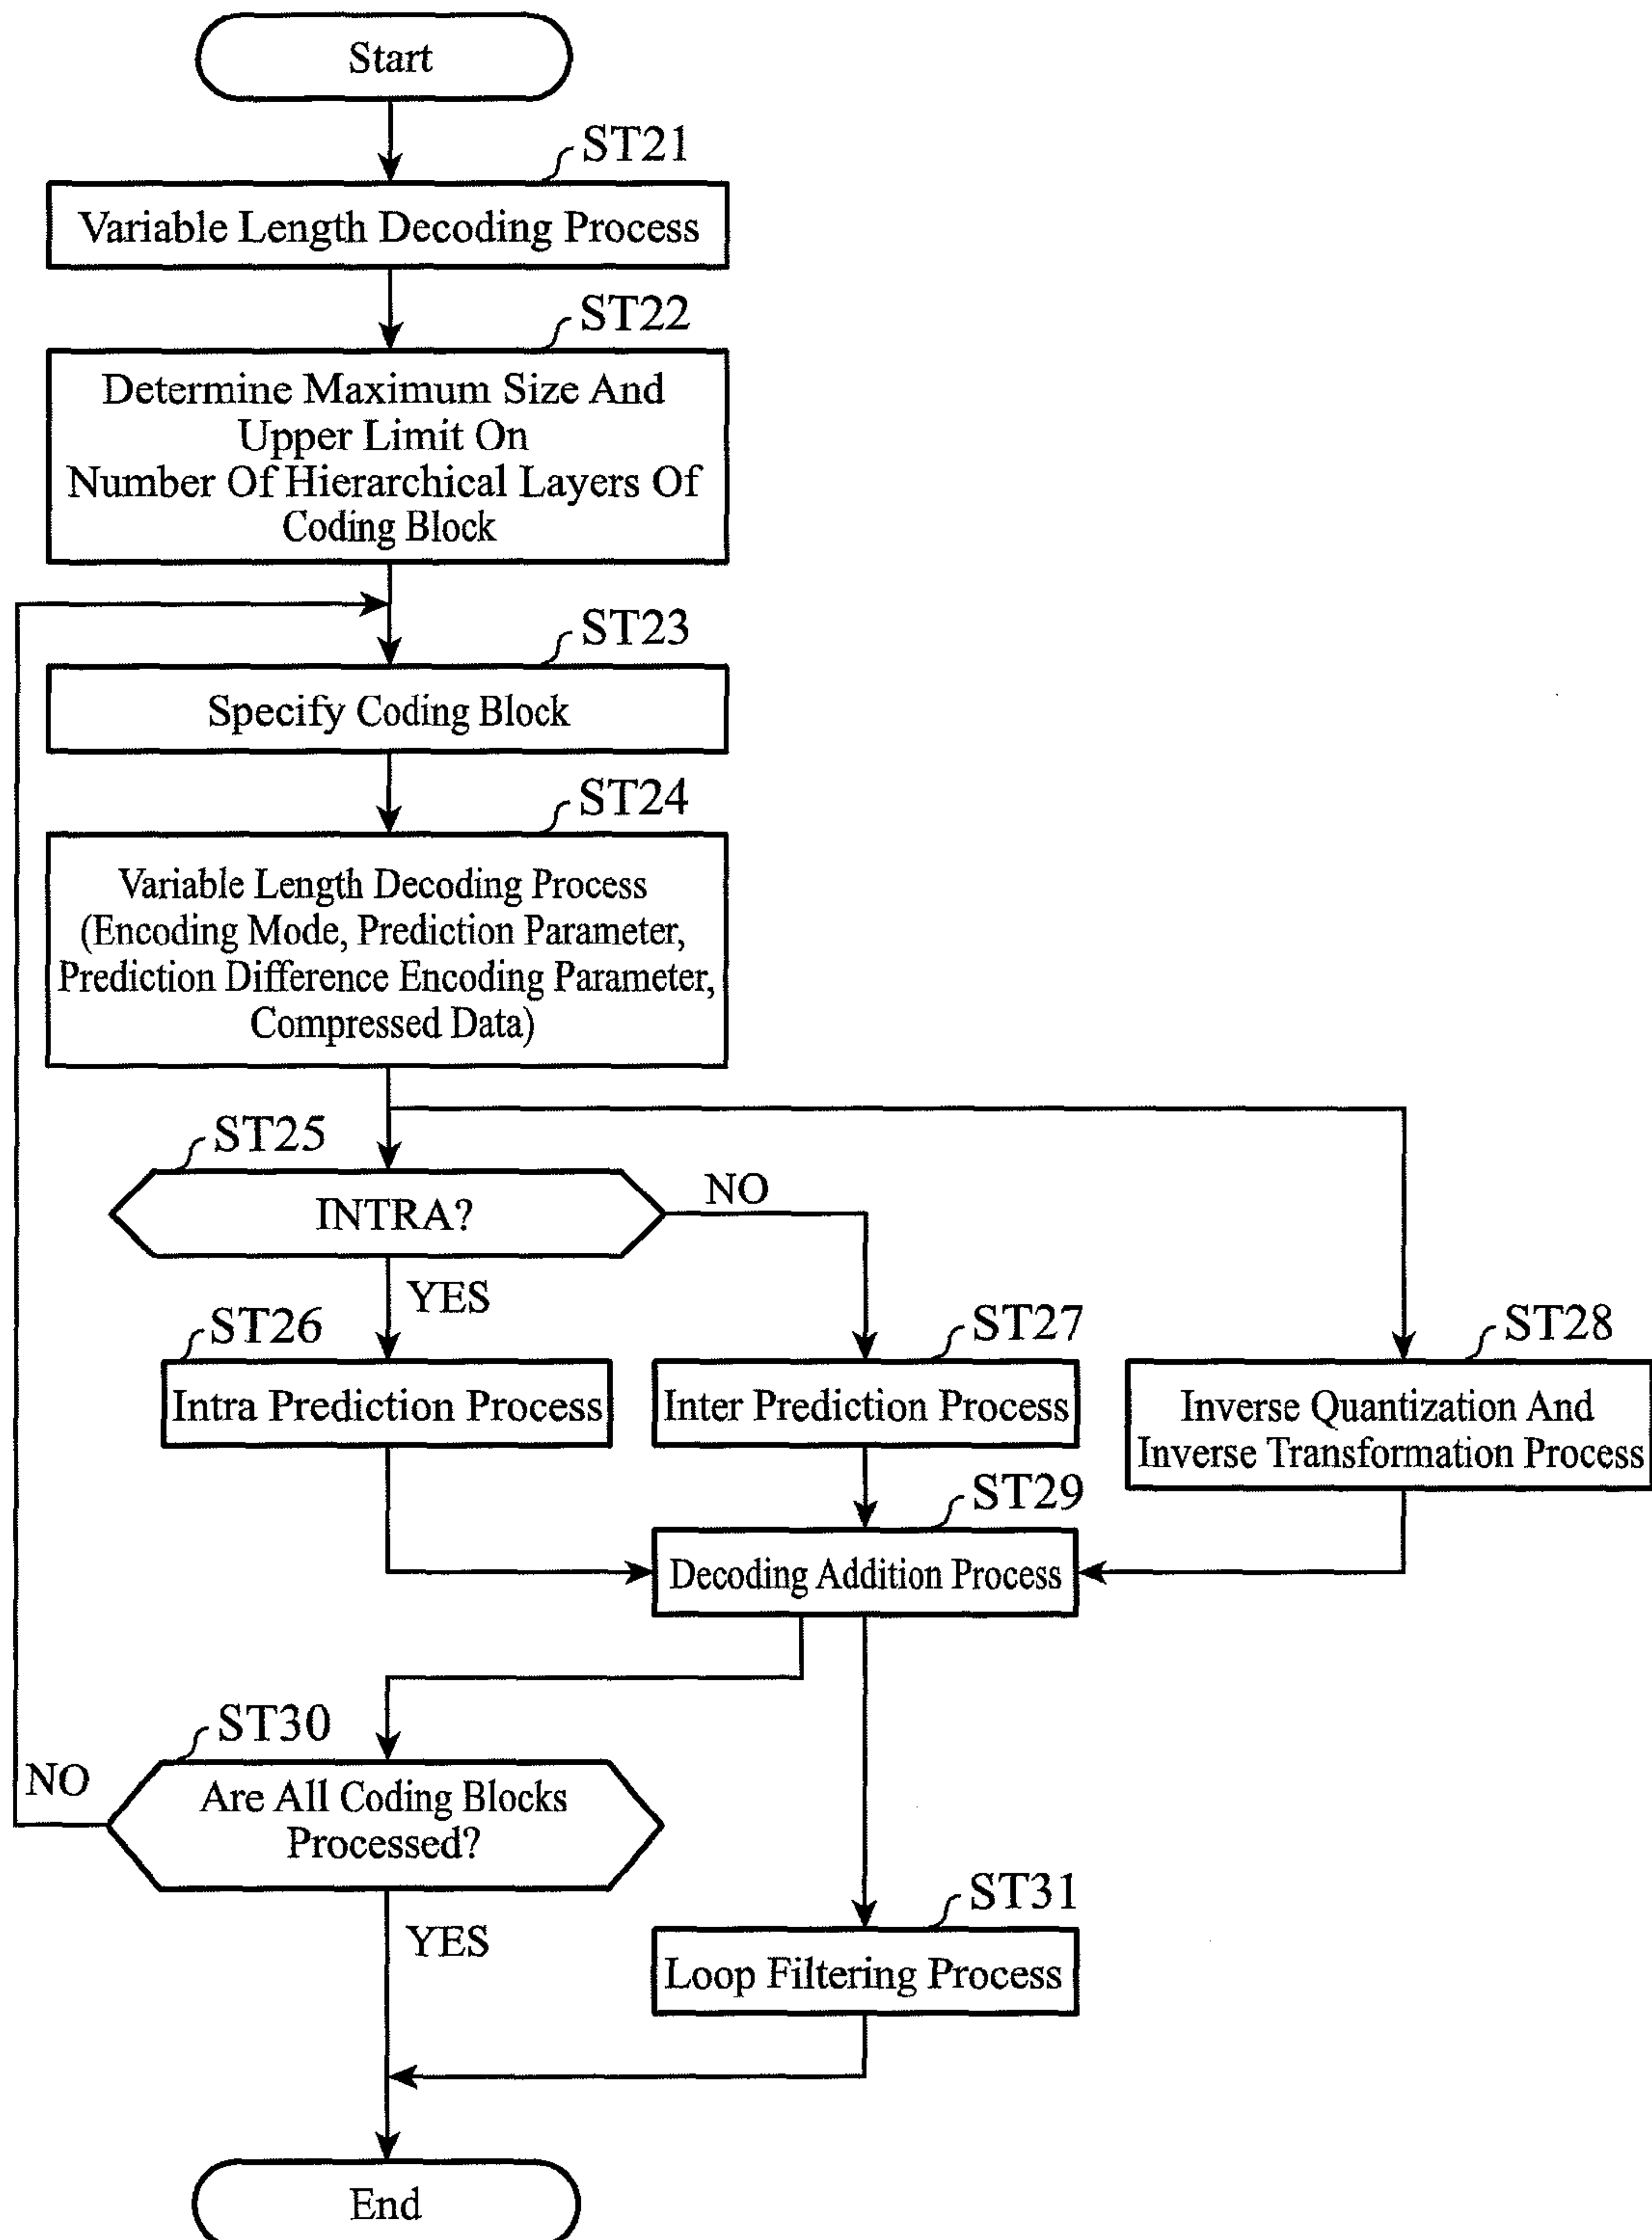 Start
ST21
Variable Length Decoding Process
ST22
Determine Maximum Size And
Upper Limit On
Number Of Hierarchical Layers Of
Coding Block
ST23
Specify Coding Block
ST24
Variable Length Decoding Process
(Encoding Mode, Prediction Parameter,
Prediction Difference Encoding Parameter,
Compressed Data)
ST25
INTRA?
NO
YES
ST26
Intra Prediction Process
ST27
Inter Prediction Process
ST28
Inverse Quantization And
Inverse Transformation Process
ST29
Decoding Addition Process
ST30
Are All Coding Blocks
Processed?
NO
YES
ST31
Loop Filtering Process
End